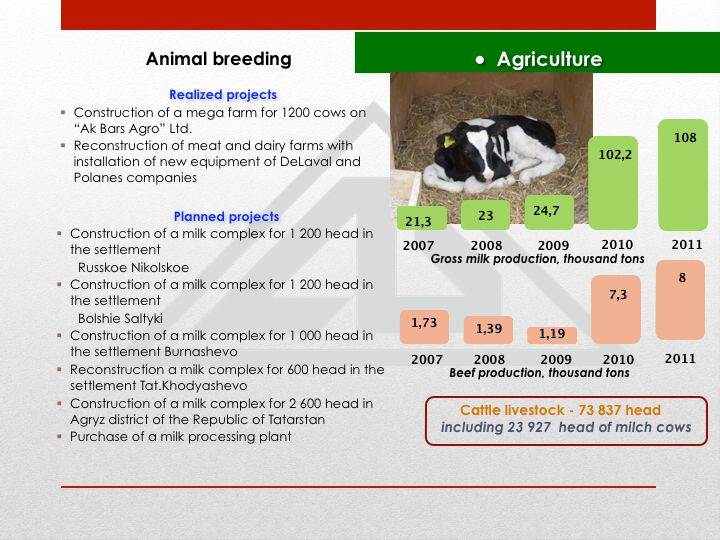 Animal breeding
• Agriculture
Realized projects
▪ Construction of a mega farm for 1200 cows on
“Ak Bars Agro” Ltd.
▪ Reconstruction of meat and dairy farms with
installation of new equipment of DeLaval and
Polanes companies
Planned projects
▪ Construction of a milk complex for 1 200 head in
the settlement
Russkoe Nikolskoe
▪ Construction of a milk complex for 1 200 head in
the settlement
Bolshie Saltyki
▪ Construction of a milk complex for 1 000 head in
the settlement Burnashevo
▪ Reconstruction a milk complex for 600 head in the
settlement Tat.Khodyashevo
▪ Construction of a milk complex for 2 600 head in
Agryz district of the Republic of Tatarstan
▪ Purchase of a milk processing plant
21,3 23 24,7 102,2 108
2007 2008 2009 2010 2011
Gross milk production, thousand tons
1,73 1,39 1,19 7,3 8
2007 2008 2009 2010 2011
Beef production, thousand tons
Cattle livestock - 73 837 head
including 23 927 head of milch cows